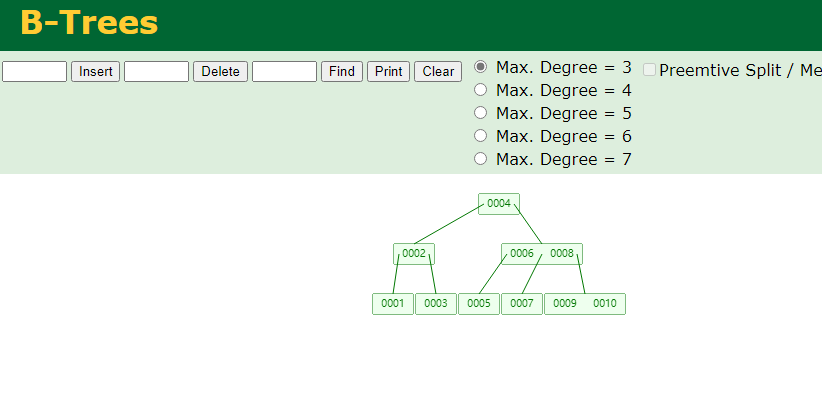 B-Trees
Insert Delete Find Print Clear Max. Degree = 3 Preemtive Split / Me
Max. Degree = 4
Max. Degree = 5
Max. Degree = 6
Max. Degree = 7
0004
0002 0006 0008
0001 0003 0005 0007 0009 0010